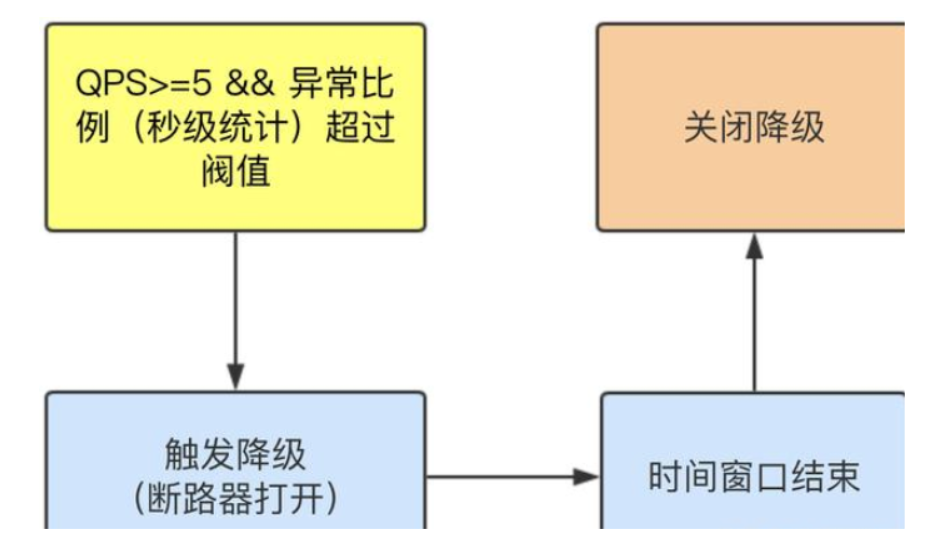 QPS>=5 && 异常比
例（秒级统计）超过
阀值
关闭降级
触发降级
（断路器打开）
时间窗口结束